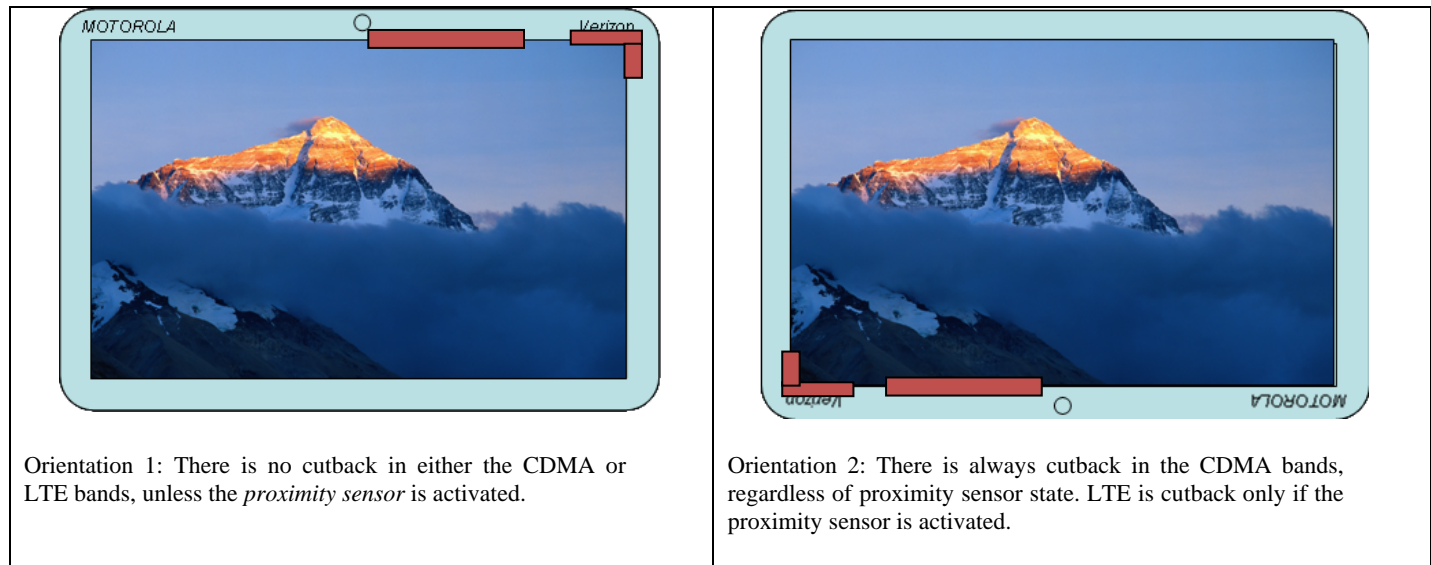 MOTOROLA
Verizon
Orientation 1: There is no cutback in either the CDMA or
LTE bands, unless the proximity sensor is activated.
Verizon
MOTOROLA
Orientation 2: There is always cutback in the CDMA bands,
regardless of proximity sensor state. LTE is cutback only if the
proximity sensor is activated.